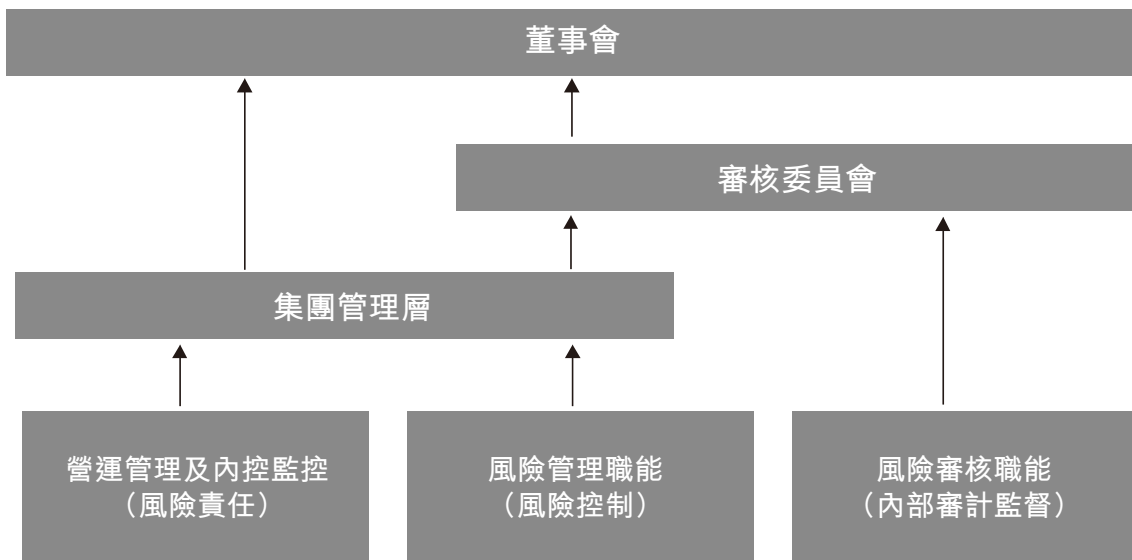 董事會
審核委員會
集團管理層
營運管理及內控監控
（風險責任）
風險管理職能
（風險控制）
風險審核職能
（內部審計監督）